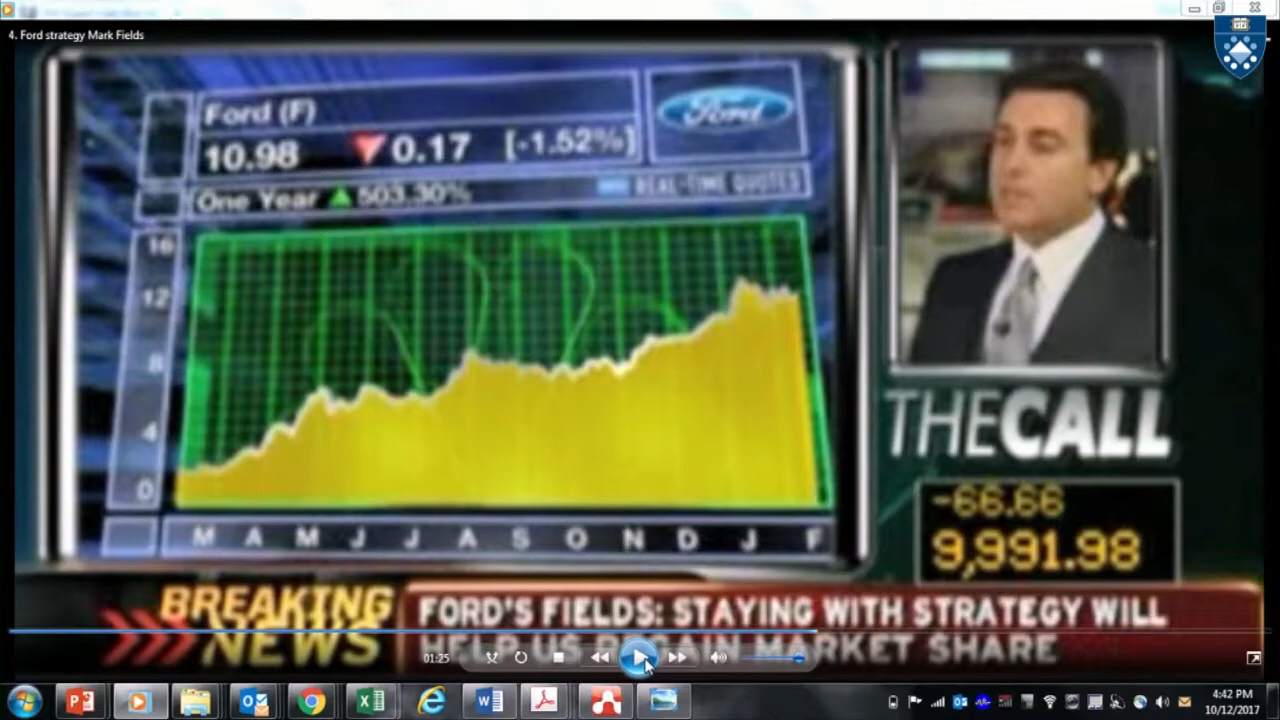 4. Ford strategy Mark Fields
Ford (F)
10.98 ▼ 0.17 [-1.52%]
Ford
One Year ▲ 503.30%
REAL-TIME QUOTES
16
12
8
4
0
M A M J J A S O N D J F
THE CALL
-66.66
9,991.98
BREAKING NEWS
FORD'S FIELDS: STAYING WITH STRATEGY WILL
HELP US REGAIN MARKET SHARE
01:25
4:42 PM
10/12/2017